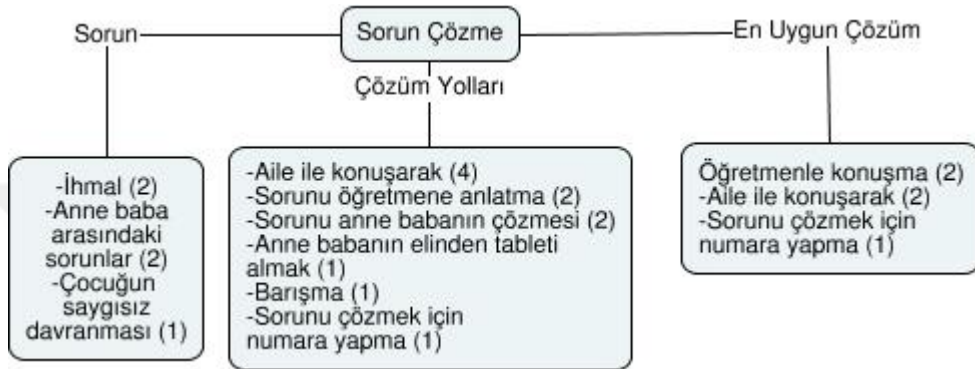 Sorun
Sorun Çözme
En Uygun Çözüm
Çözüm Yolları
-İhmal (2)
-Anne baba
arasındaki
sorunlar (2)
-Çocuğun
saygısız
davranması (1)
-Aile ile konuşarak (4)
-Sorunu öğretmene anlatma (2)
-Sorunu anne babanın çözmesi (2)
-Anne babanın elinden tableti
almak (1)
-Barışma (1)
-Sorunu çözmek için
numara yapma (1)
Öğretmenle konuşma (2)
-Aile ile konuşarak (2)
-Sorunu çözmek için
numara yapma (1)